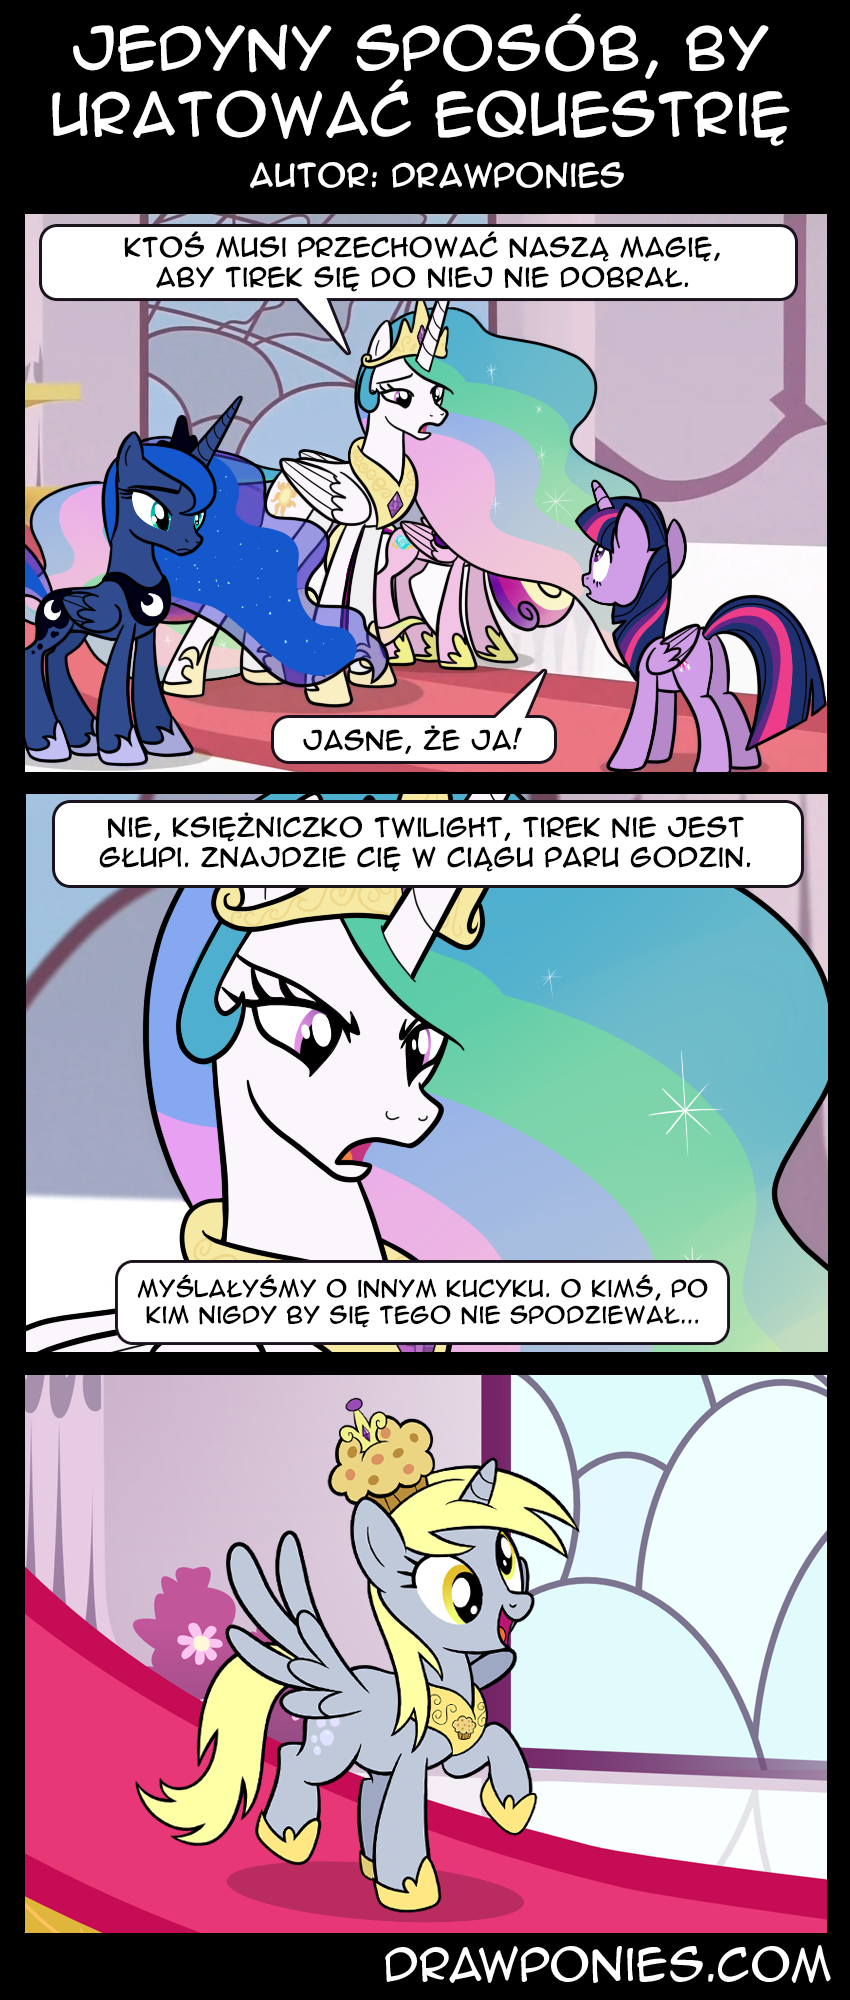 JEDYNY SPOSÓB, BY
URATOWAĆ EQUESTRIĘ
AUTOR: DRAWPONIES
KTOŚ MUSI PRZECHOWAĆ NASZĄ MAGIĘ,
ABY TIREK SIĘ DO NIEJ NIE DOBRAŁ.
JASNE, ŻE JA!
NIE, KSIĘŻNICZKO TWILIGHT, TIREK NIE JEST
GŁUPI. ZNAJDZIE CIĘ W CIĄGU PARU GODZIN.
MYŚLAŁYŚMY O INNYM KUCYKU. O KIMŚ, PO
KIM NIGDY BY SIĘ TEGO NIE SPODZIEWAŁ...
DRAWPONIES.COM